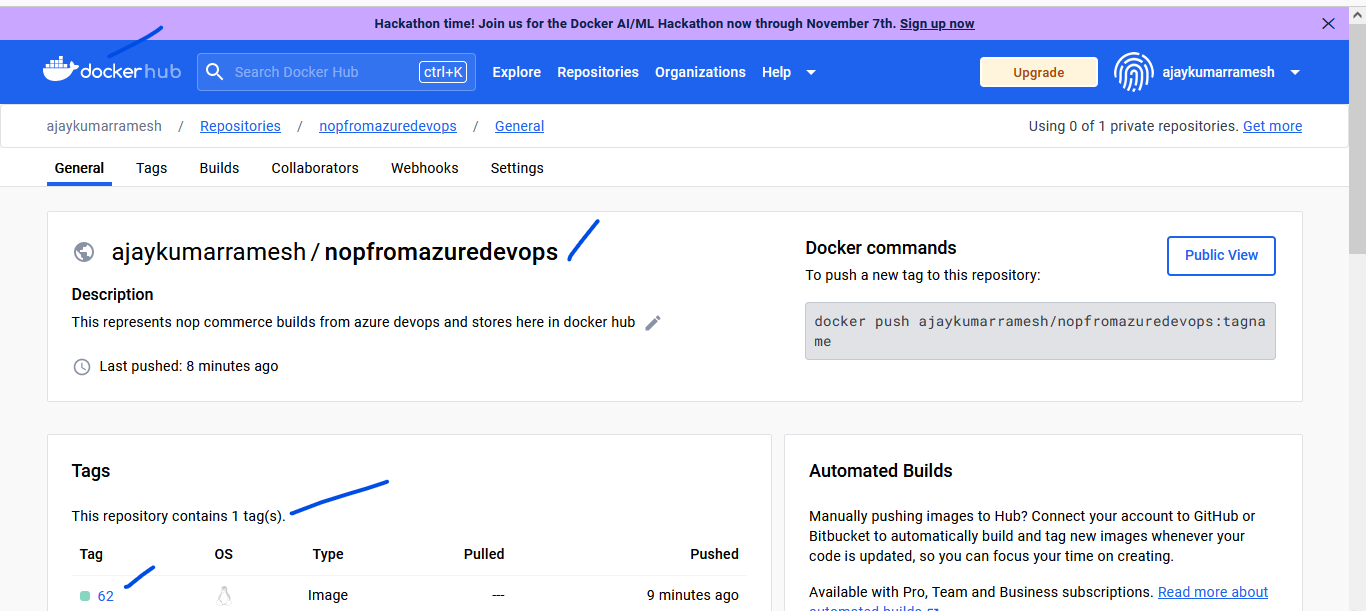 Hackathon time! Join us for the Docker AI/ML Hackathon now through November 7th. Sign up now
dockerhub
Search Docker Hub ctrl+K
Explore Repositories Organizations Help
Upgrade
ajaykumarramesh
ajaykumarramesh / Repositories / nopfromazuredevops / General
Using 0 of 1 private repositories. Get more
General Tags Builds Collaborators Webhooks Settings
ajaykumarramesh / nopfromazuredevops
Description
This represents nop commerce builds from azure devops and stores here in docker hub
Last pushed: 8 minutes ago
Docker commands
To push a new tag to this repository:
Public View
docker push ajaykumarramesh/nopfromazuredevops:tagna
me
Tags
This repository contains 1 tag(s).
Tag OS Type Pulled Pushed
62 Image --- 9 minutes ago
Automated Builds
Manually pushing images to Hub? Connect your account to GitHub or
Bitbucket to automatically build and tag new images whenever your
code is updated, so you can focus your time on creating.
Available with Pro, Team and Business subscriptions. Read more about
automated builds